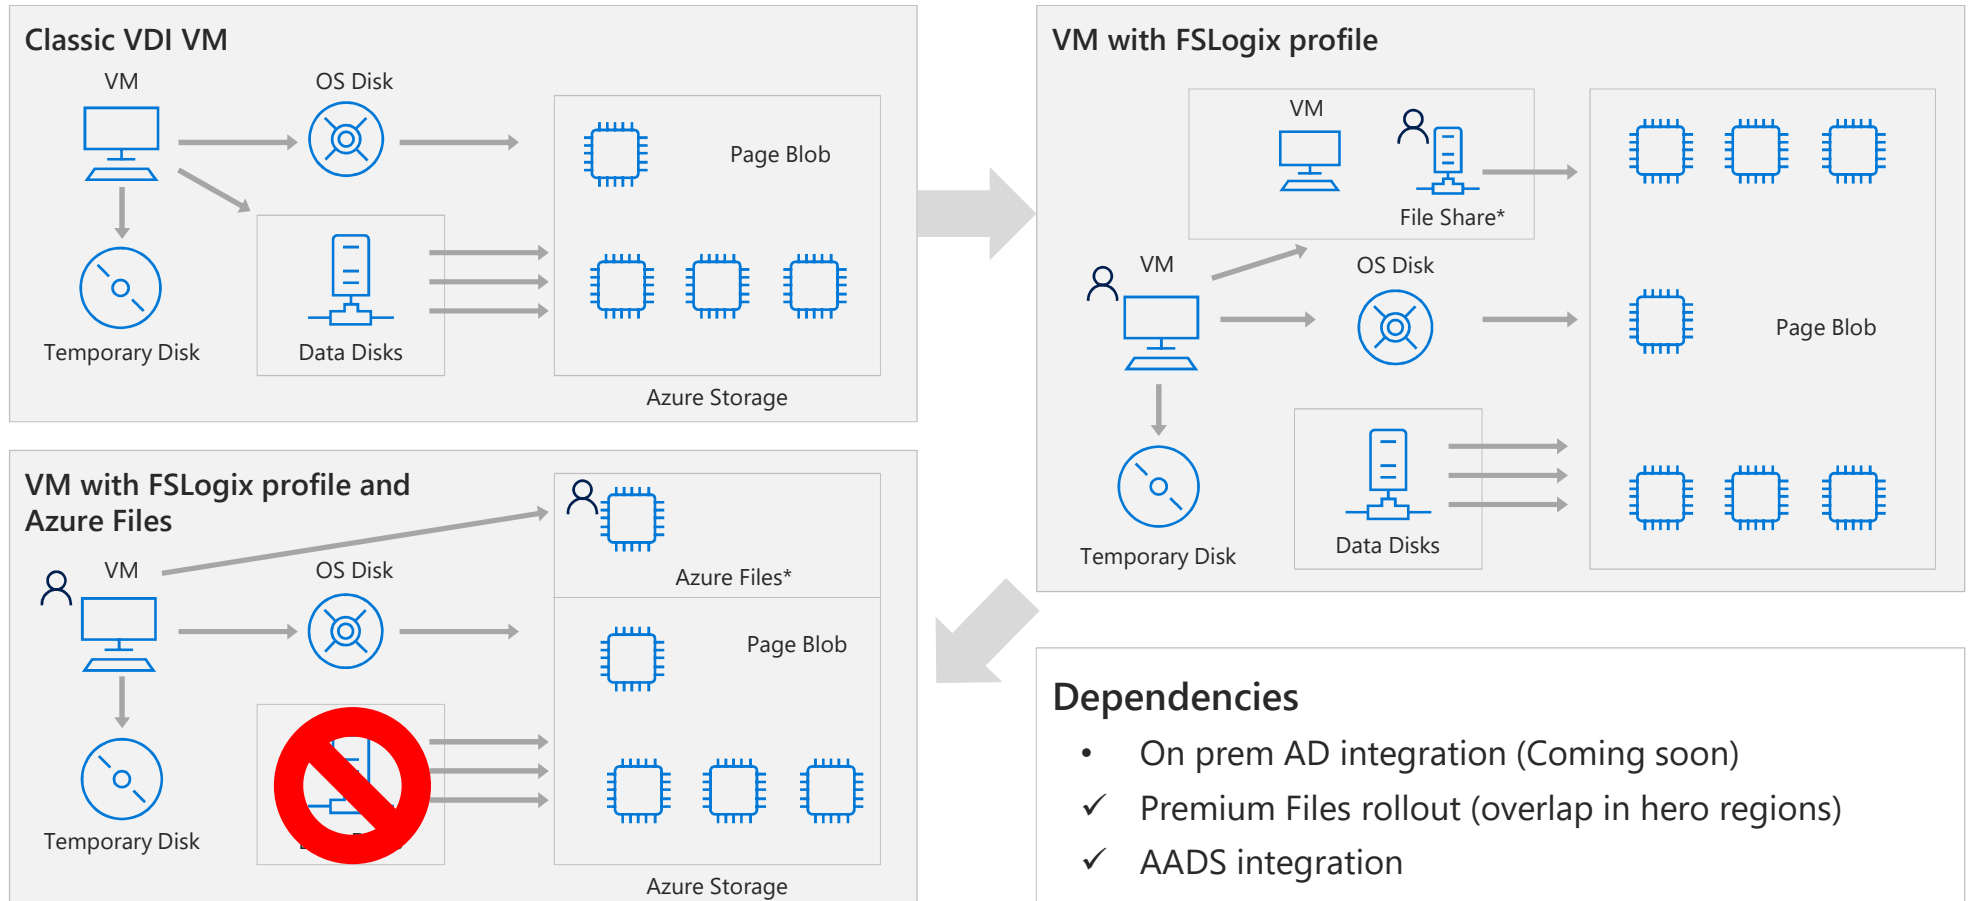 Classic VDI VM
VM
OS Disk
Page Blob
Temporary Disk
Data Disks
Azure Storage
VM with FSLogix profile
VM
File Share*
VM
OS Disk
Page Blob
Temporary Disk
Data Disks
VM with FSLogix profile and
Azure Files
Azure Files*
VM
OS Disk
Page Blob
Temporary Disk
Azure Storage
Dependencies
• On prem AD integration (Coming soon)
✓ Premium Files rollout (overlap in hero regions)
✓ AADS integration